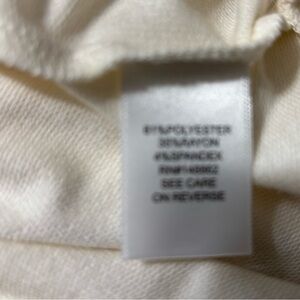 61%POLYESTER
35%RAYON
4%SPANDEX
SEE CARE
ON REVERSE